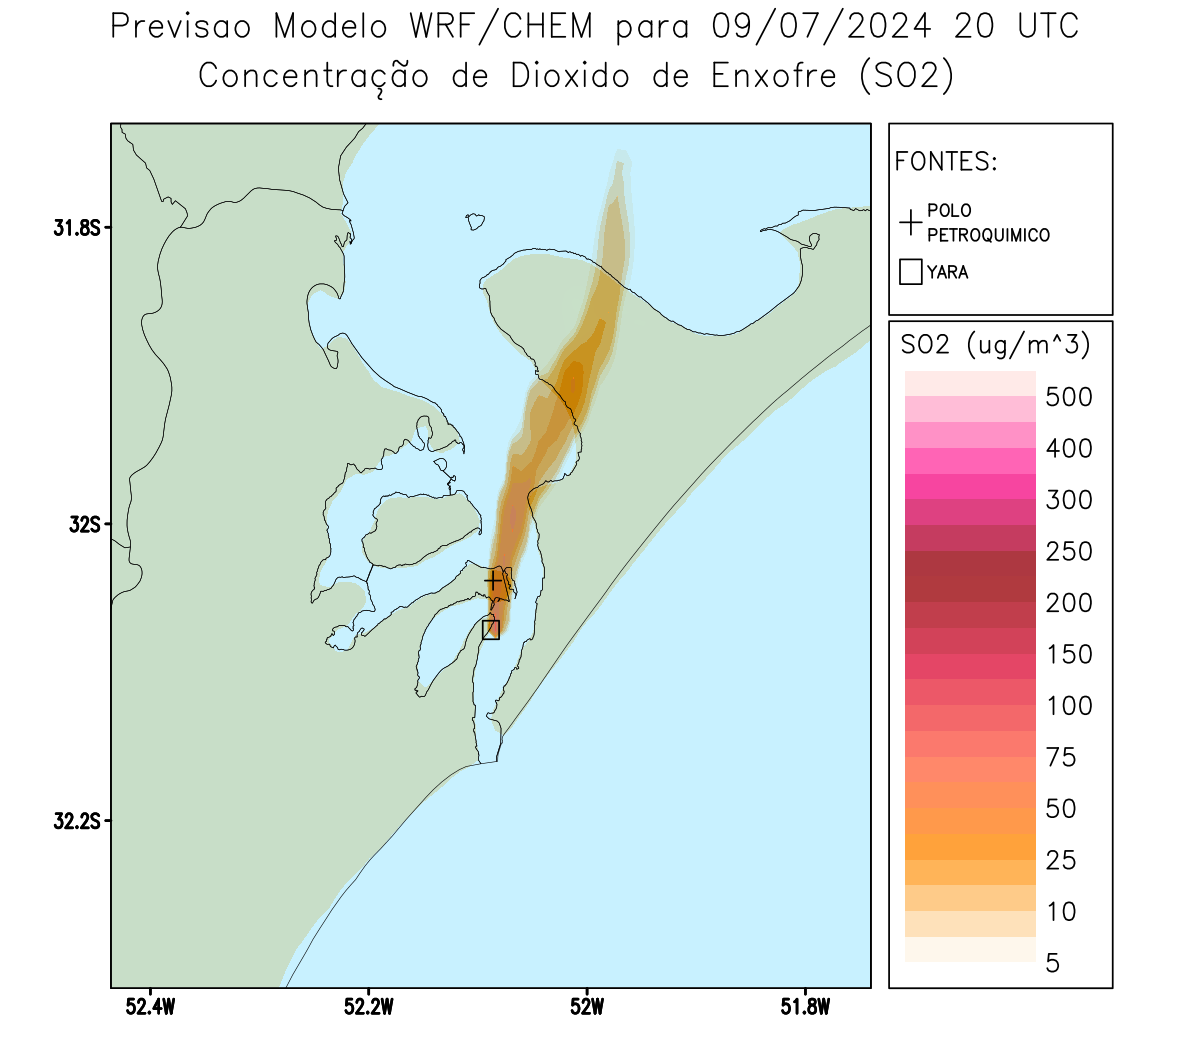 Previsao Modelo WRF/CHEM para 09/07/2024 20 UTC
Concentração de Dioxido de Enxofre (SO2)
FONTES:
POLO
PETROQUIMICO
YARA
31.8S
32S
32.2S
52.4W
52.2W
52W
51.8W
SO2 (ug/m^3)
500
400
300
250
200
150
100
75
50
25
10
5